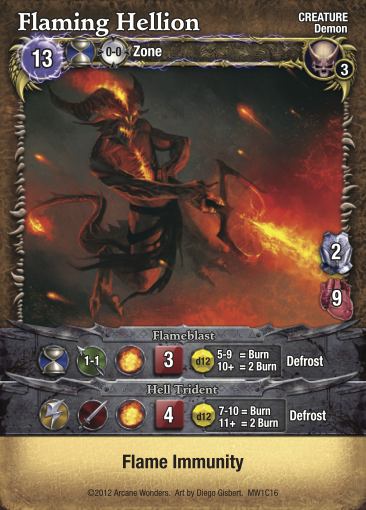 Flaming Hellion
CREATURE
Demon
13
0-0
Zone
3
2
9
Flameblast
1-1
3
d12
5-9 = Burn
10+ = 2 Burn
Defrost
Hell Trident
4
d12
7-10 = Burn
11+ = 2 Burn
Defrost
Flame Immunity
©2012 Arcane Wonders. Art by Diego Gisbert. MW1C16